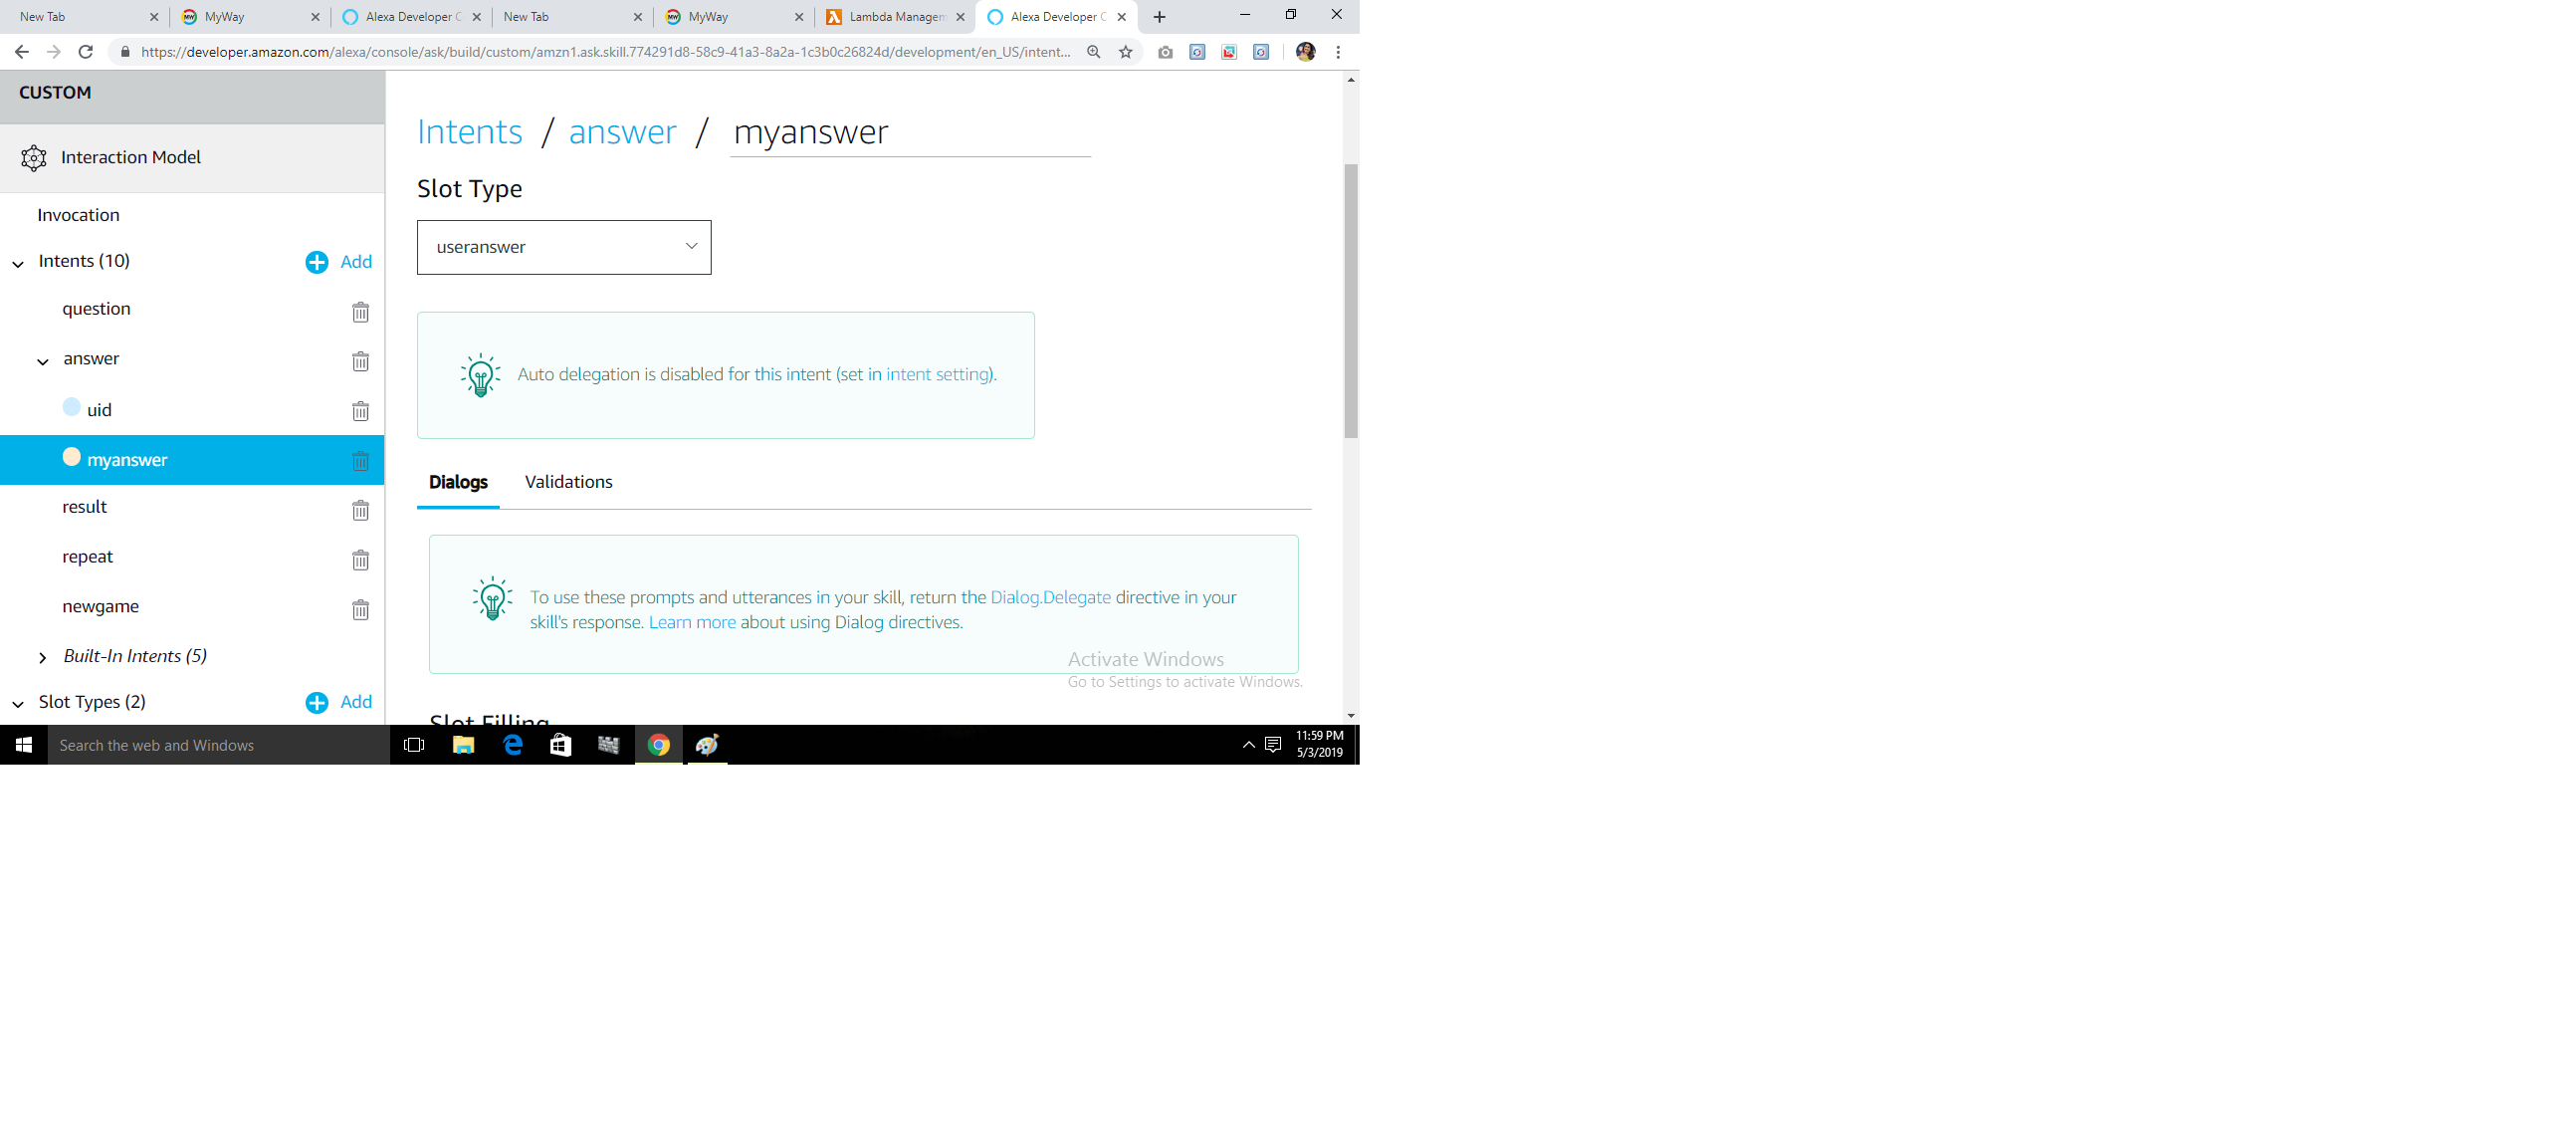 New Tab MyWay Alexa Developer C New Tab MyWay Lambda Managem Alexa Developer C
https://developer.amazon.com/alexa/console/ask/build/custom/amzn1.ask.skill.774291d8-58c9-41a3-8a2a-1c3b0c26824d/development/en_US/intent...
CUSTOM
Interaction Model
Invocation
Intents (10) Add
question
answer
uid
myanswer
result
repeat
newgame
Built-In Intents (5)
Slot Types (2) Add
Intents / answer / myanswer
Slot Type
useranswer
Auto delegation is disabled for this intent (set in intent setting).
Dialogs Validations
To use these prompts and utterances in your skill, return the Dialog.Delegate directive in your
skill's response. Learn more about using Dialog directives.
Activate Windows
Go to Settings to activate Windows.
Slot Filling
Search the web and Windows
11:59 PM
5/3/2019